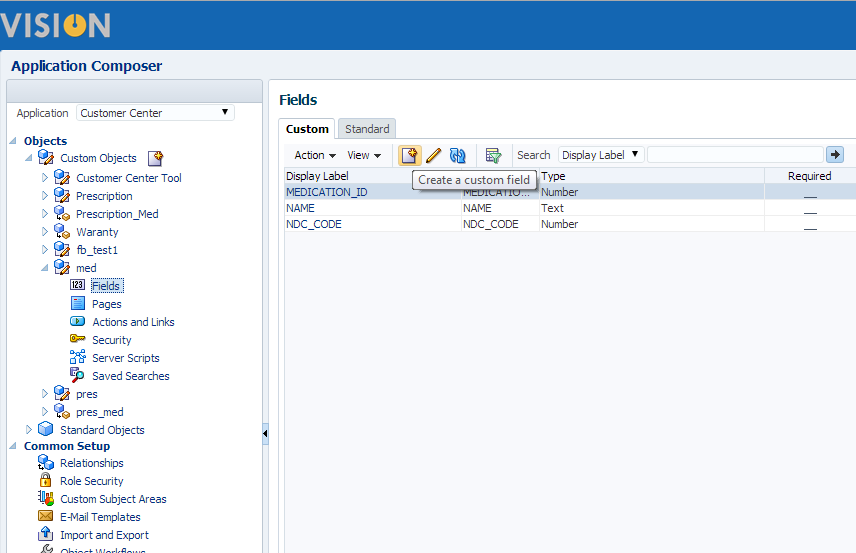 VISION
Application Composer
Application Customer Center
Objects
Custom Objects
Customer Center Tool
Prescription
Prescription_Med
Waranty
fb_test1
med
123 Fields
Pages
Actions and Links
Security
Server Scripts
Saved Searches
pres
pres_med
Standard Objects
Common Setup
Relationships
Role Security
Custom Subject Areas
E-Mail Templates
Import and Export
Object Workflows
Fields
Custom Standard
Action View Search Display Label
Display Label Type Required
Create a custom field
MEDICATION_ID MEDICATIO... Number
NAME NAME Text
NDC_CODE NDC_CODE Number